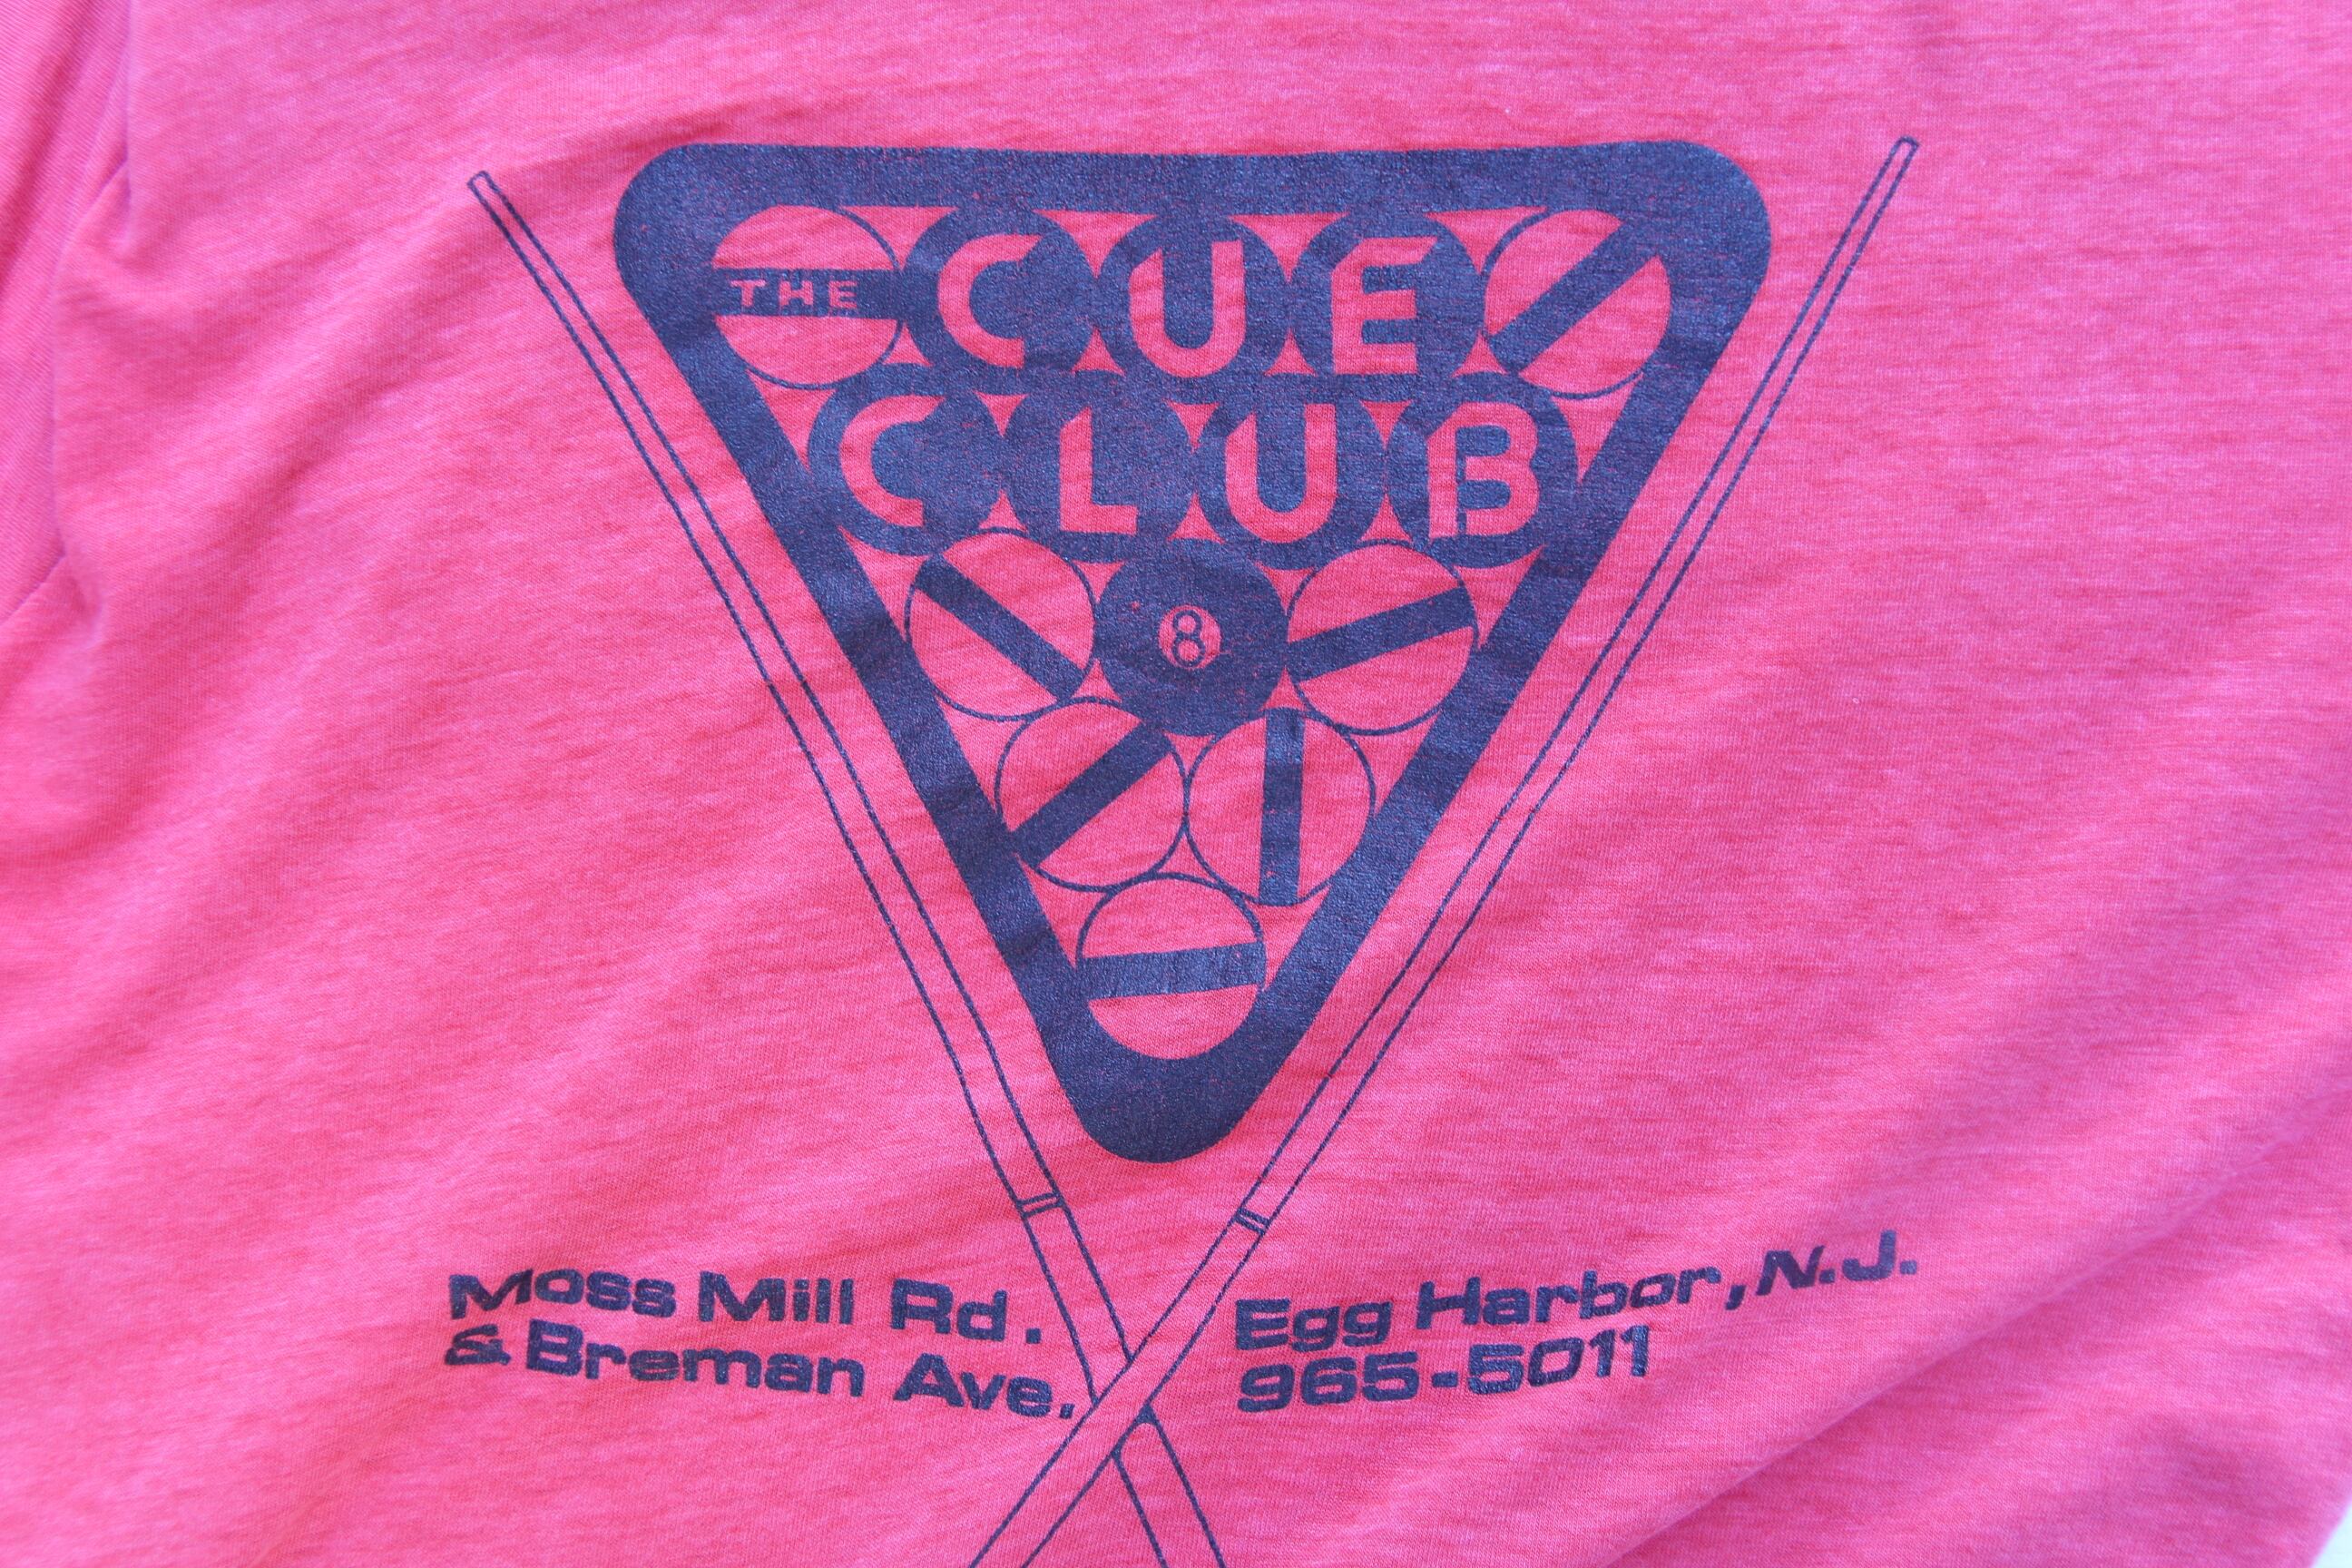 THE CUE
CLUB
8
Moss Mill Rd.
& Breman Ave.
Egg Harbor, N.J.
965-5011